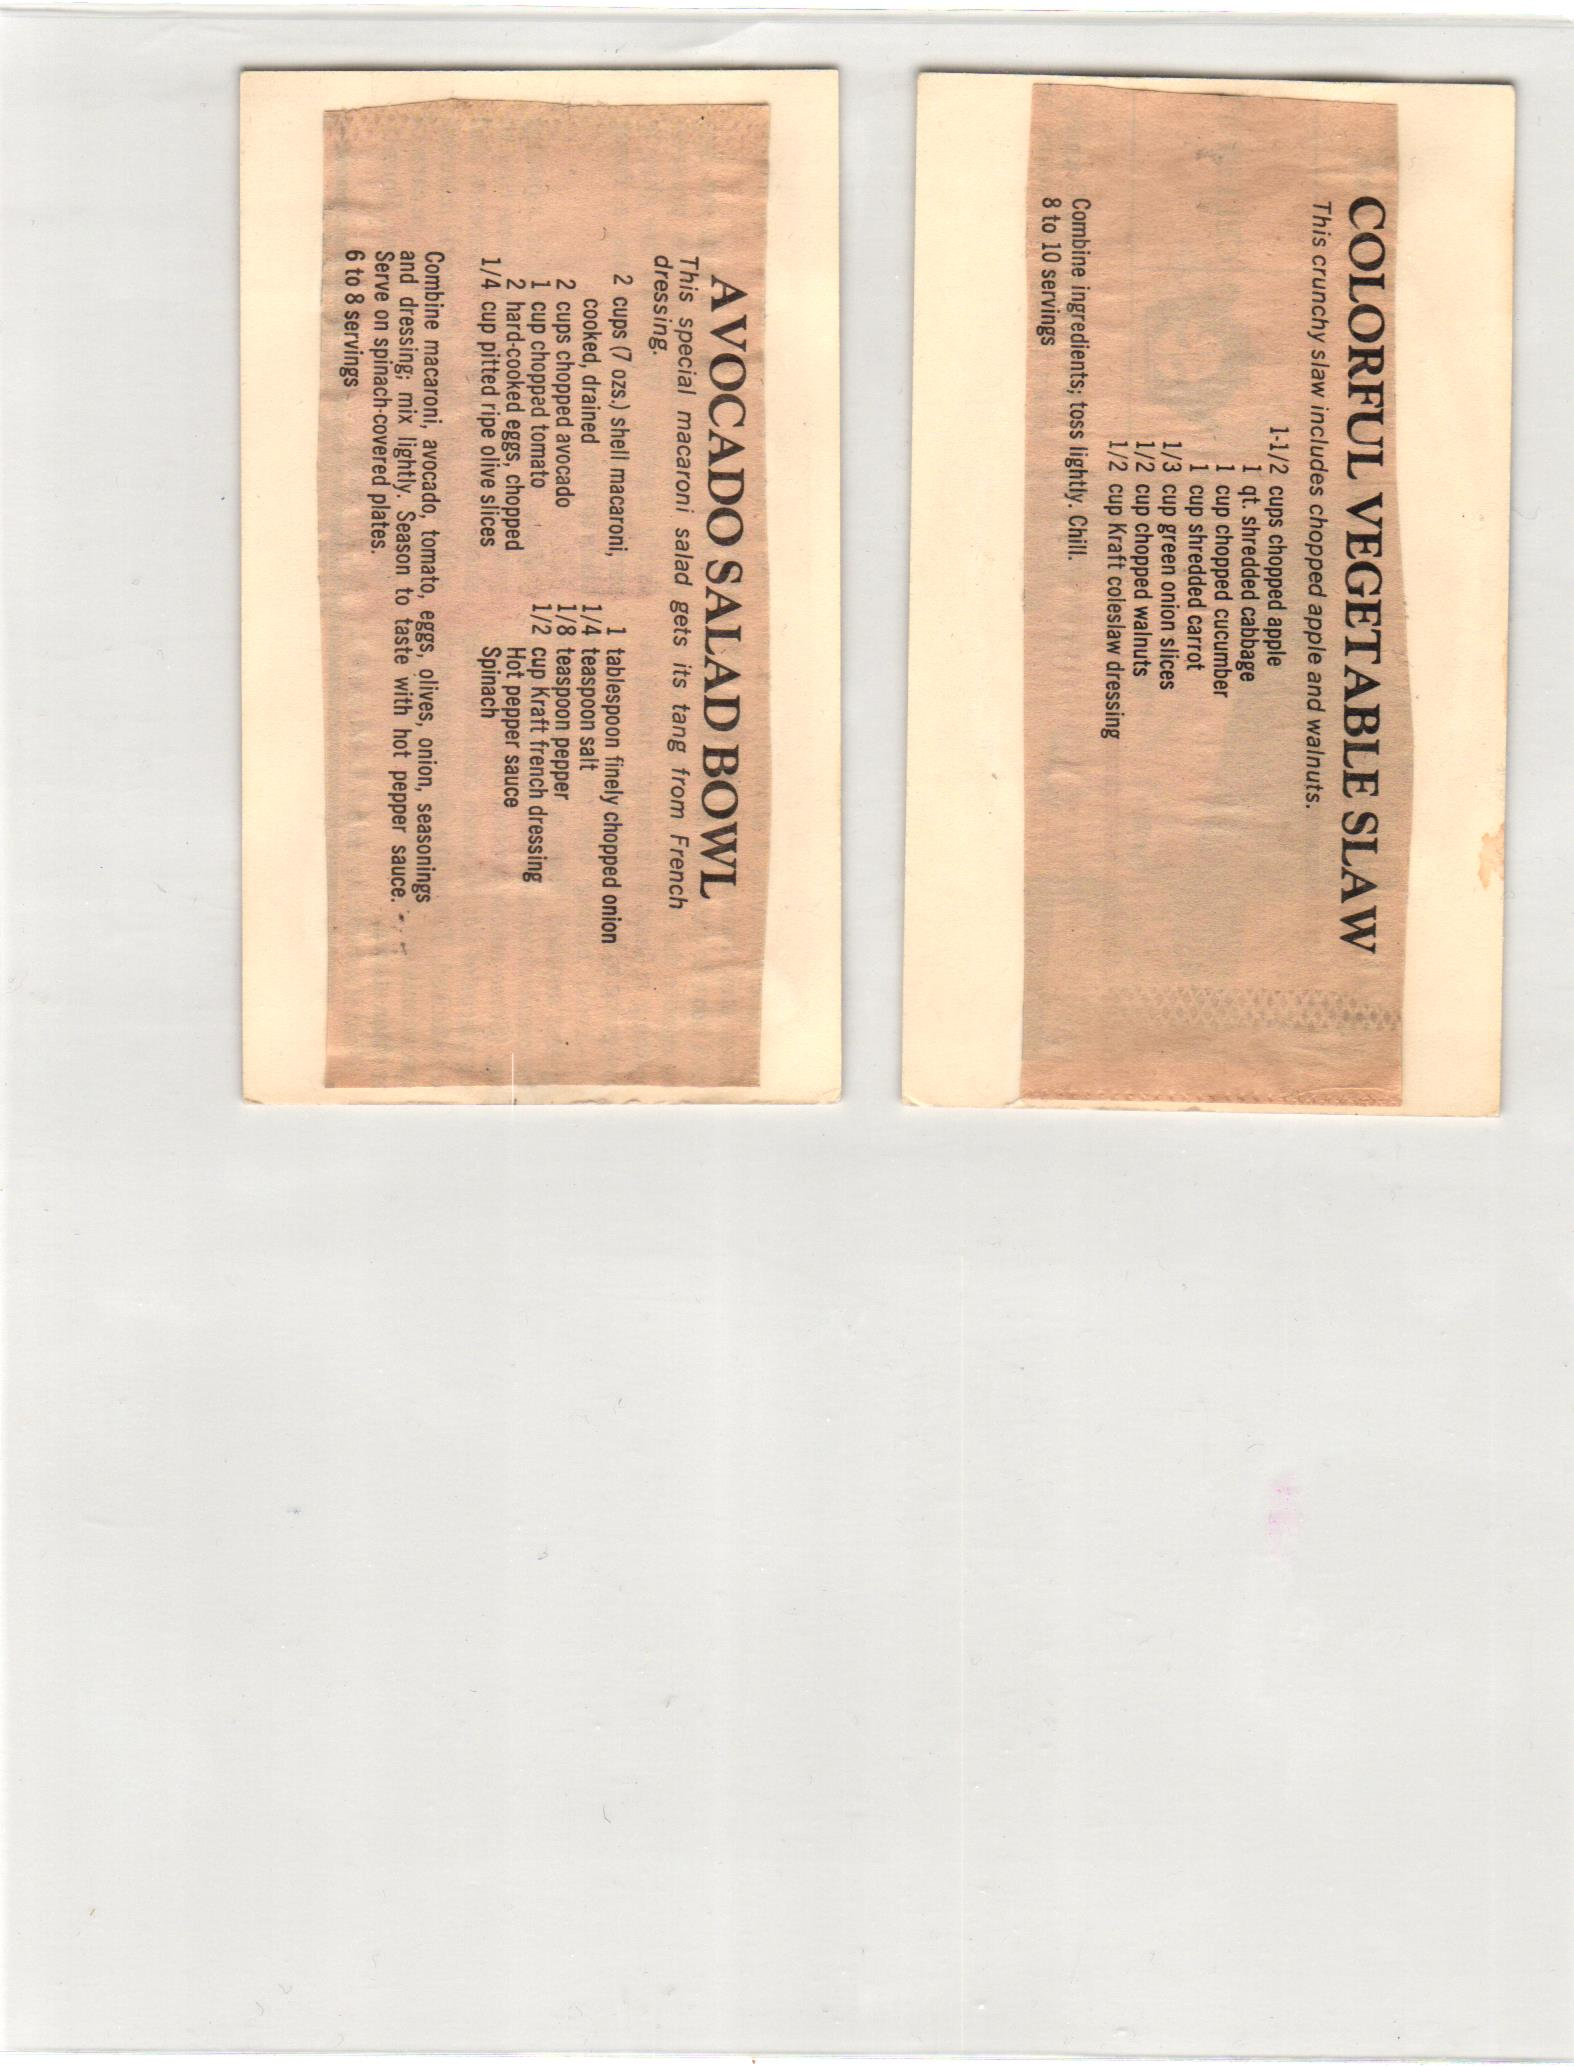 COLORFUL VEGETABLE SLAW
This crunchy slaw includes chopped apple and walnuts.
1-1/2 cups chopped apple
1 qt. shredded cabbage
1 cup chopped cucumber
1 cup shredded carrot
1/3 cup green onion slices
1/2 cup chopped walnuts
1/2 cup Kraft coleslaw dressing
Combine ingredients; toss lightly. Chill.
8 to 10 servings
AVOCADO SALAD BOWL
This special macaroni salad gets its tang from French
dressing.
2 cups (7 ozs.) shell macaroni,
cooked, drained
2 cups chopped avocado
1 cup chopped tomato
2 hard-cooked eggs, chopped
1/4 cup pitted ripe olive slices
1 tablespoon finely chopped onion
1/4 teaspoon salt
1/8 teaspoon pepper
1/2 cup Kraft french dressing
Hot pepper sauce
Spinach
Combine macaroni, avocado, tomato, eggs, olives, onion, seasonings
and dressing; mix lightly. Season to taste with hot pepper sauce.
Serve on spinach-covered plates.
6 to 8 servings